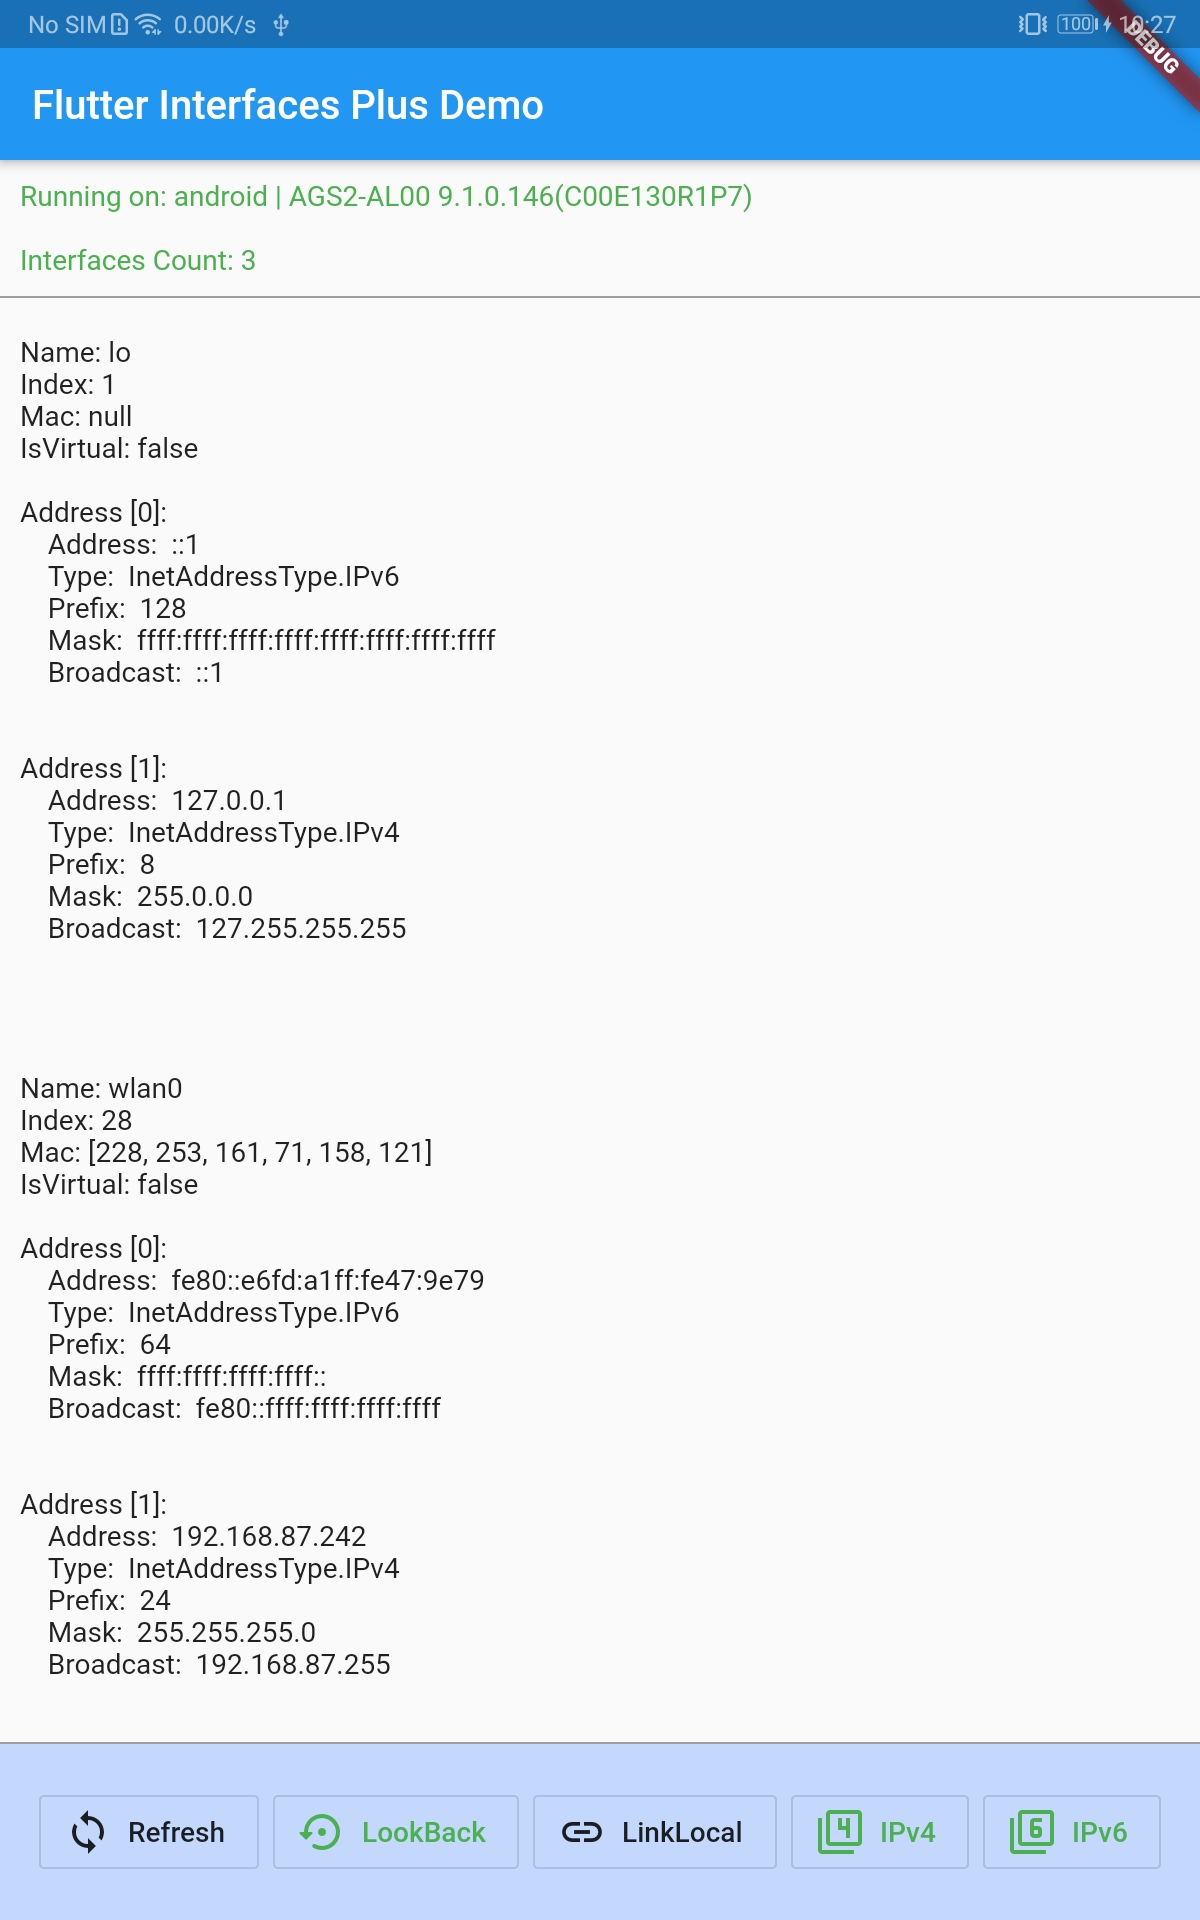 No SIM 0.00K/s 100 10:27
DEBUG
Flutter Interfaces Plus Demo
Running on: android | AGS2-AL00 9.1.0.146(C00E130R1P7)
Interfaces Count: 3
Name: lo
Index: 1
Mac: null
IsVirtual: false
Address [0]:
Address: ::1
Type: InetAddressType.IPv6
Prefix: 128
Mask: ffff:ffff:ffff:ffff:ffff:ffff:ffff:ffff
Broadcast: ::1
Address [1]:
Address: 127.0.0.1
Type: InetAddressType.IPv4
Prefix: 8
Mask: 255.0.0.0
Broadcast: 127.255.255.255
Name: wlan0
Index: 28
Mac: [228, 253, 161, 71, 158, 121]
IsVirtual: false
Address [0]:
Address: fe80::e6fd:a1ff:fe47:9e79
Type: InetAddressType.IPv6
Prefix: 64
Mask: ffff:ffff:ffff:ffff::
Broadcast: fe80::ffff:ffff:ffff:ffff
Address [1]:
Address: 192.168.87.242
Type: InetAddressType.IPv4
Prefix: 24
Mask: 255.255.255.0
Broadcast: 192.168.87.255
Refresh LookBack LinkLocal 4 IPv4 6 IPv6